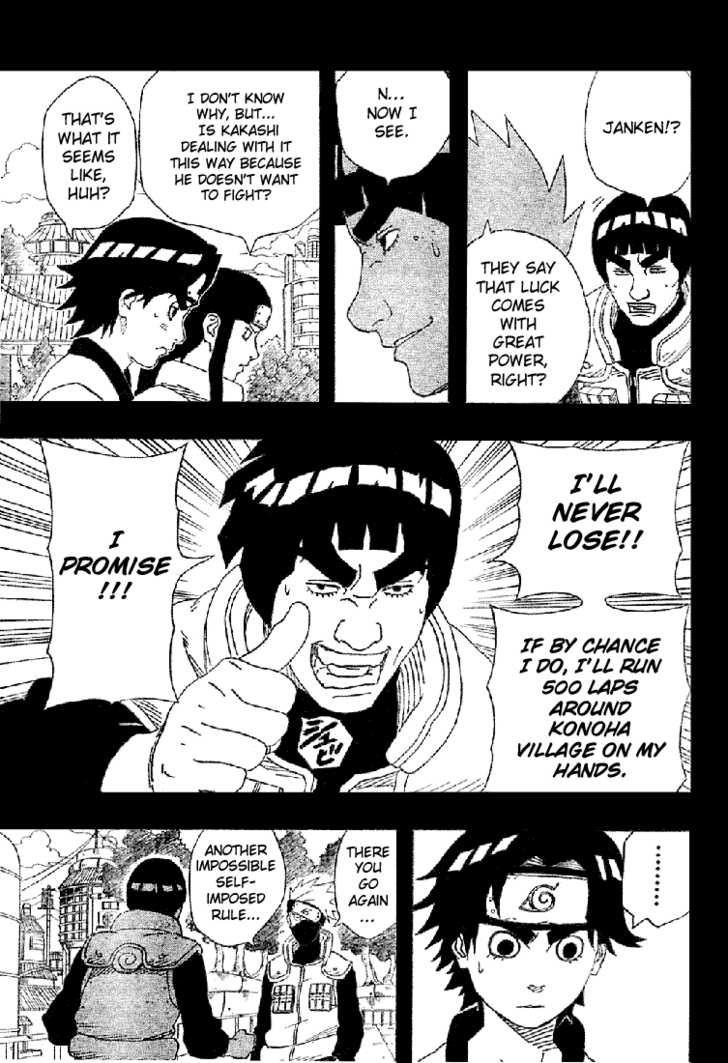 JANKEN!?
THEY SAY
THAT LUCK
COMES
WITH
GREAT
POWER,
RIGHT?
N...
NOW I
SEE.
I DON'T KNOW
WHY, BUT...
IS KAKASHI
DEALING WITH IT
THIS WAY BECAUSE
HE DOESN'T WANT
TO FIGHT?
THAT'S
WHAT IT
SEEMS
LIKE,
HUH?
I'LL
NEVER
LOSE!!
IF BY CHANCE
I DO, I'LL RUN
500 LAPS
AROUND
KONOHA
VILLAGE ON MY
HANDS.
I
PROMISE
!!!
シュビ
........
THERE
YOU
GO
AGAIN
...
ANOTHER
IMPOSSIBLE
SELF-
IMPOSED
RULE...